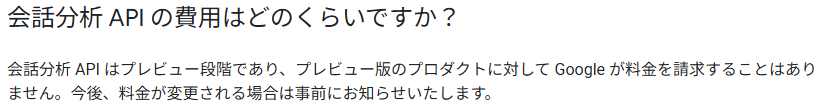 会話分析 API の費用はどのくらいですか？
会話分析 API はプレビュー段階であり、プレビュー版のプロダクトに対して Google が料金を請求することはあり
ません。今後、料金が変更される場合は事前にお知らせいたします。